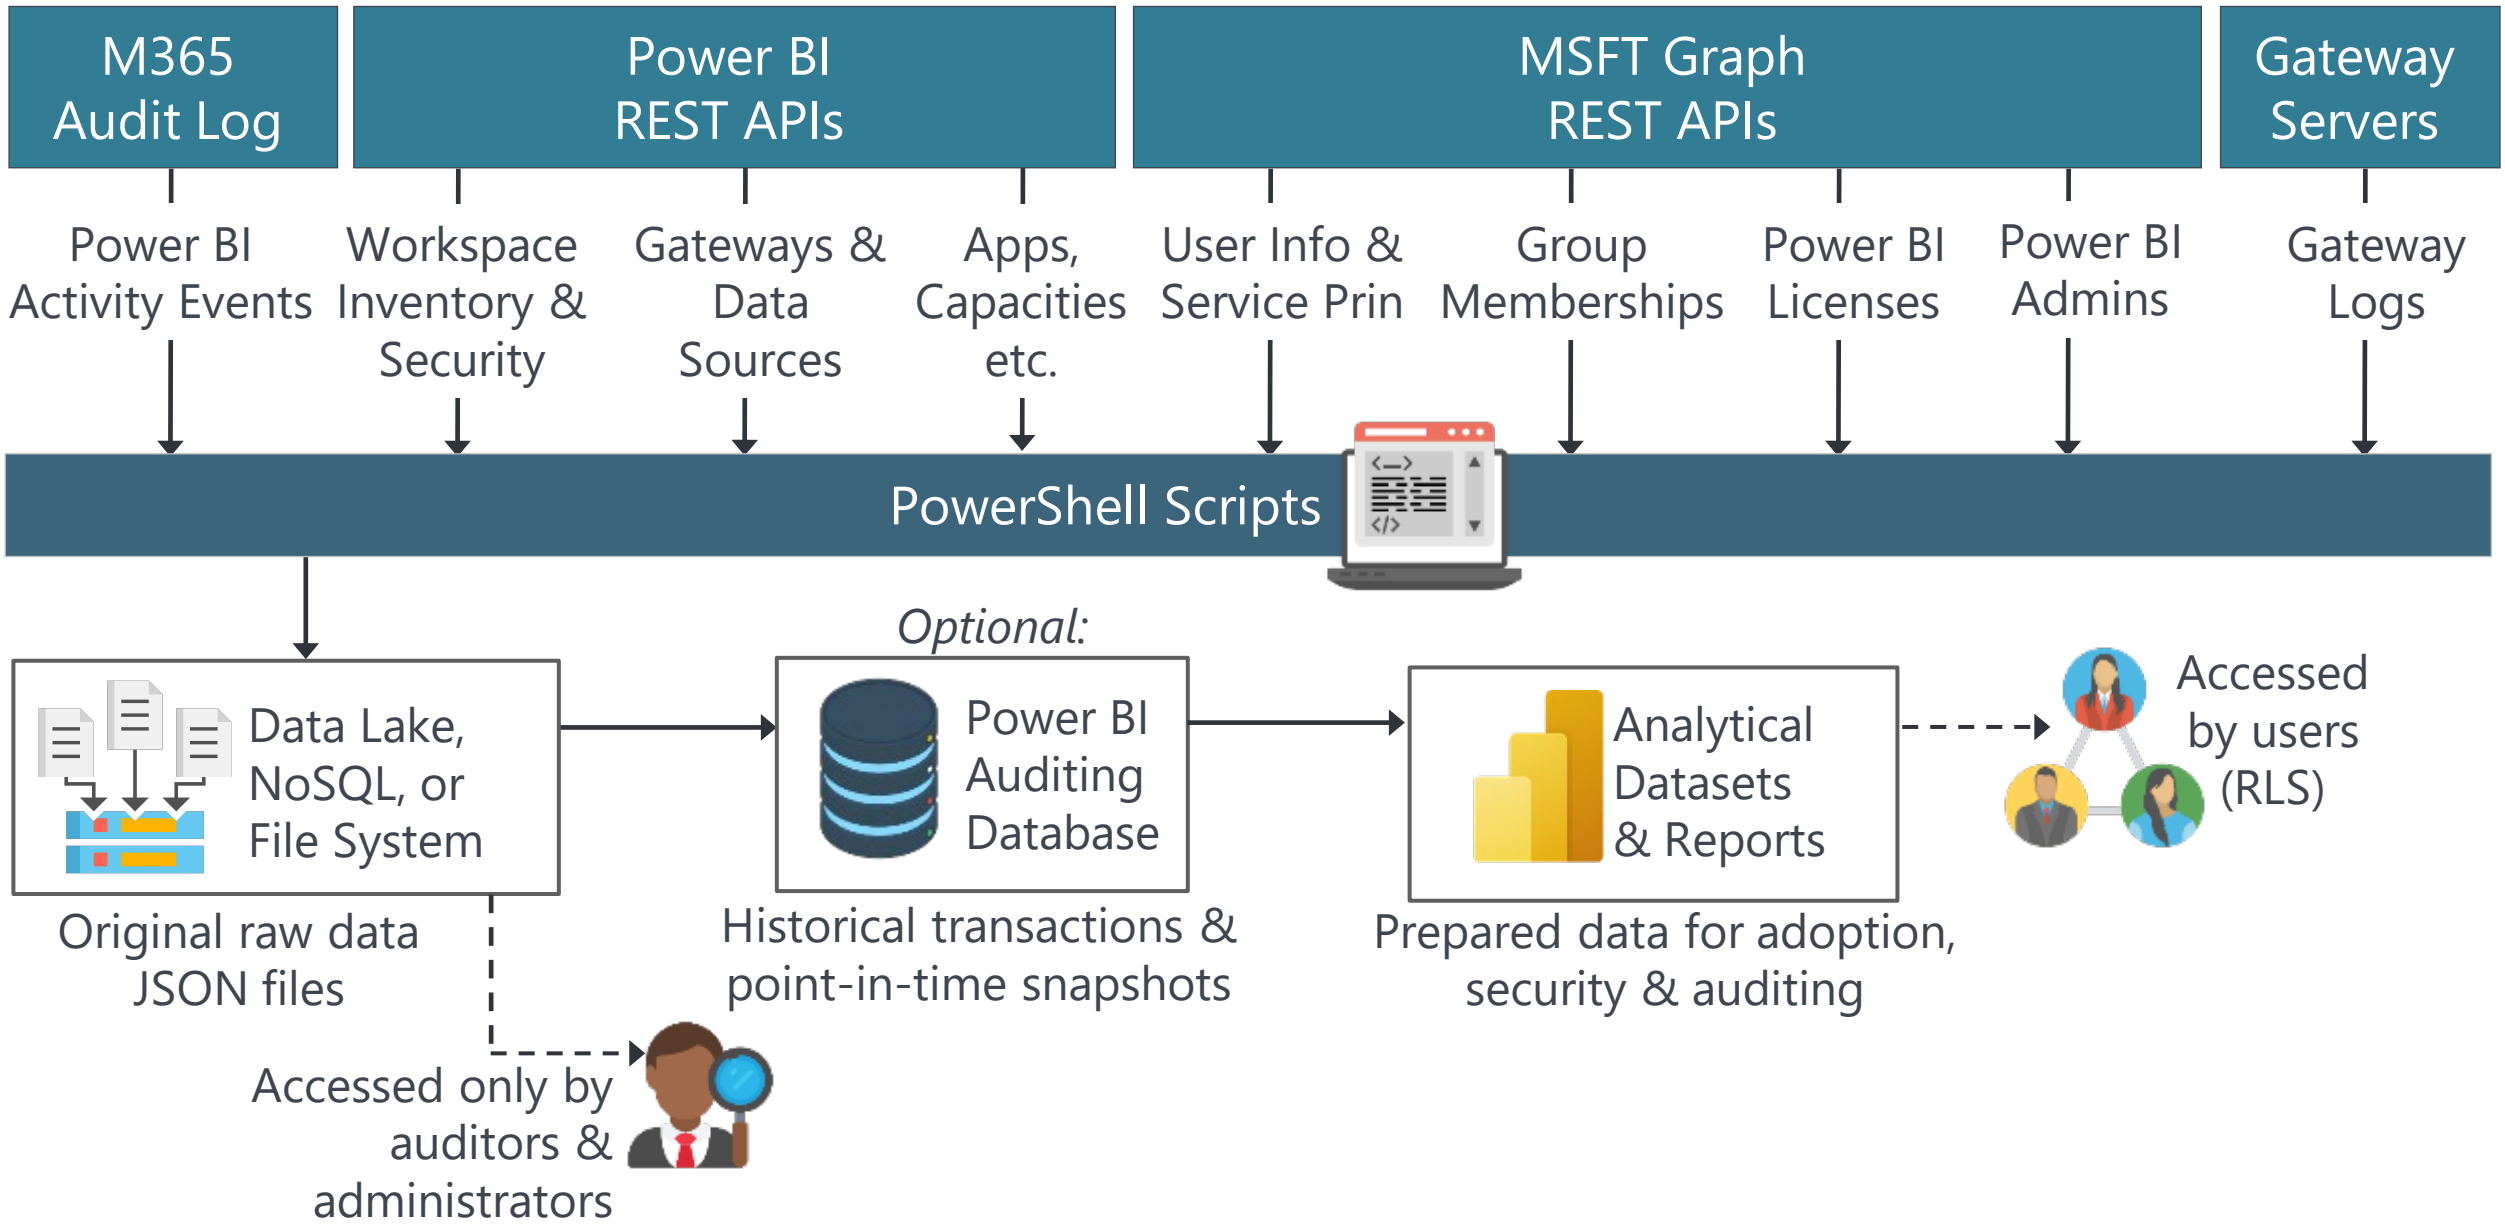 M365
Audit Log
Power BI
REST APIs
MSFT Graph
REST APIs
Gateway
Servers
Power BI
Activity Events
Workspace
Inventory &
Security
Gateways &
Data
Sources
Apps,
Capacities
etc.
User Info &
Service Prin
Group
Memberships
Power BI
Licenses
Power BI
Admins
Gateway
Logs
PowerShell Scripts
Data Lake,
NoSQL, or
File System
Original raw data
JSON files
Accessed only by
auditors &
administrators
Optional:
Power BI
Auditing
Database
Historical transactions &
point-in-time snapshots
Analytical
Datasets
& Reports
Prepared data for adoption,
security & auditing
Accessed
by users
(RLS)